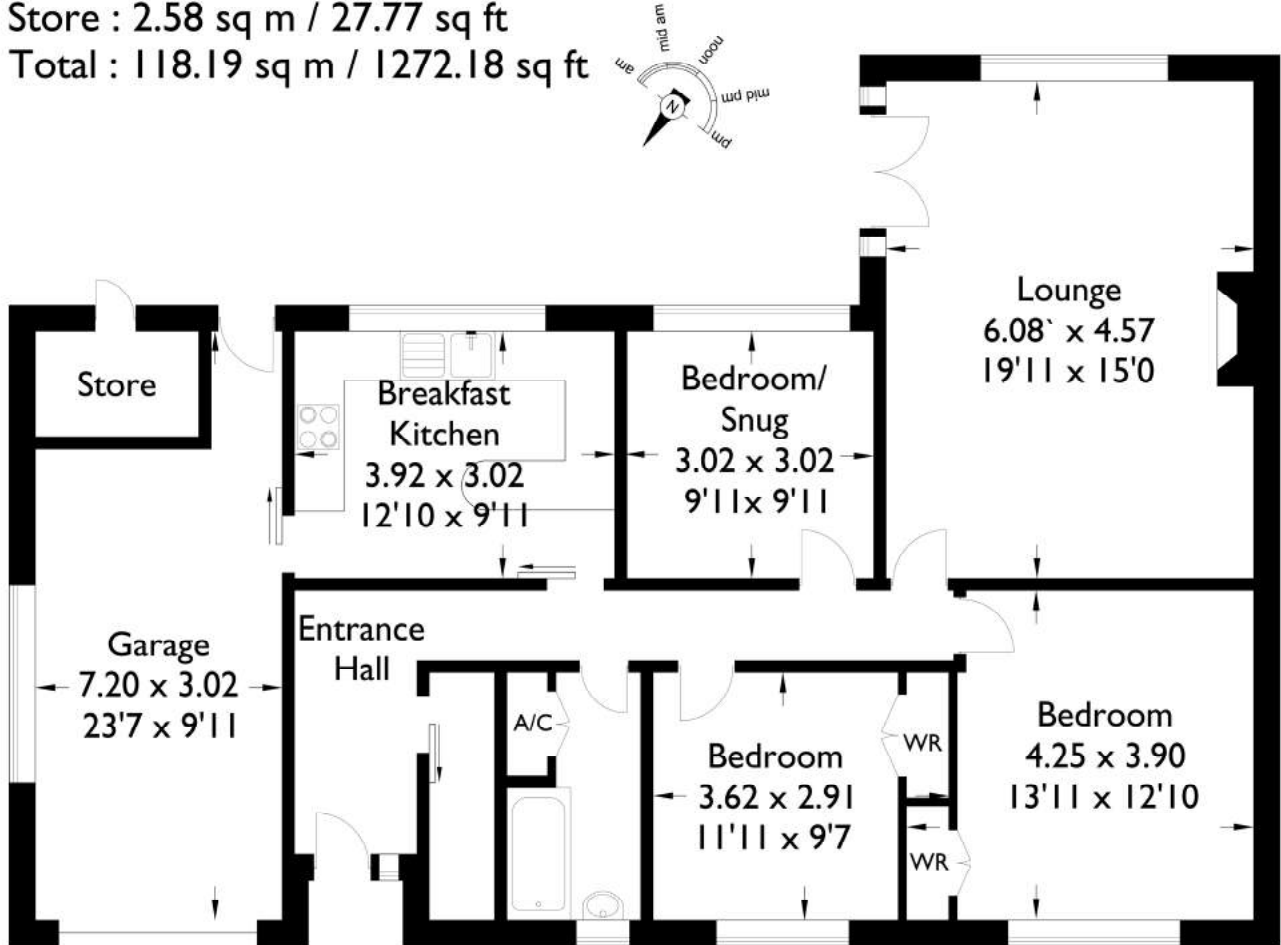 Store : 2.58 sq m / 27.77 sq ft
Total : 118.19 sq m / 1272.18 sq ft
am
mid am
noon
mid pm
pm
N
Lounge
6.08` x 4.57
19'11 x 15'0
Store
Breakfast
Kitchen
3.92 x 3.02
12'10 x 9'11
Bedroom/
Snug
3.02 x 3.02
9'11x 9'11
Garage
7.20 x 3.02
23'7 x 9'11
Entrance
Hall
A/C
Bedroom
3.62 x 2.91
11'11 x 9'7
WR
WR
Bedroom
4.25 x 3.90
13'11 x 12'10